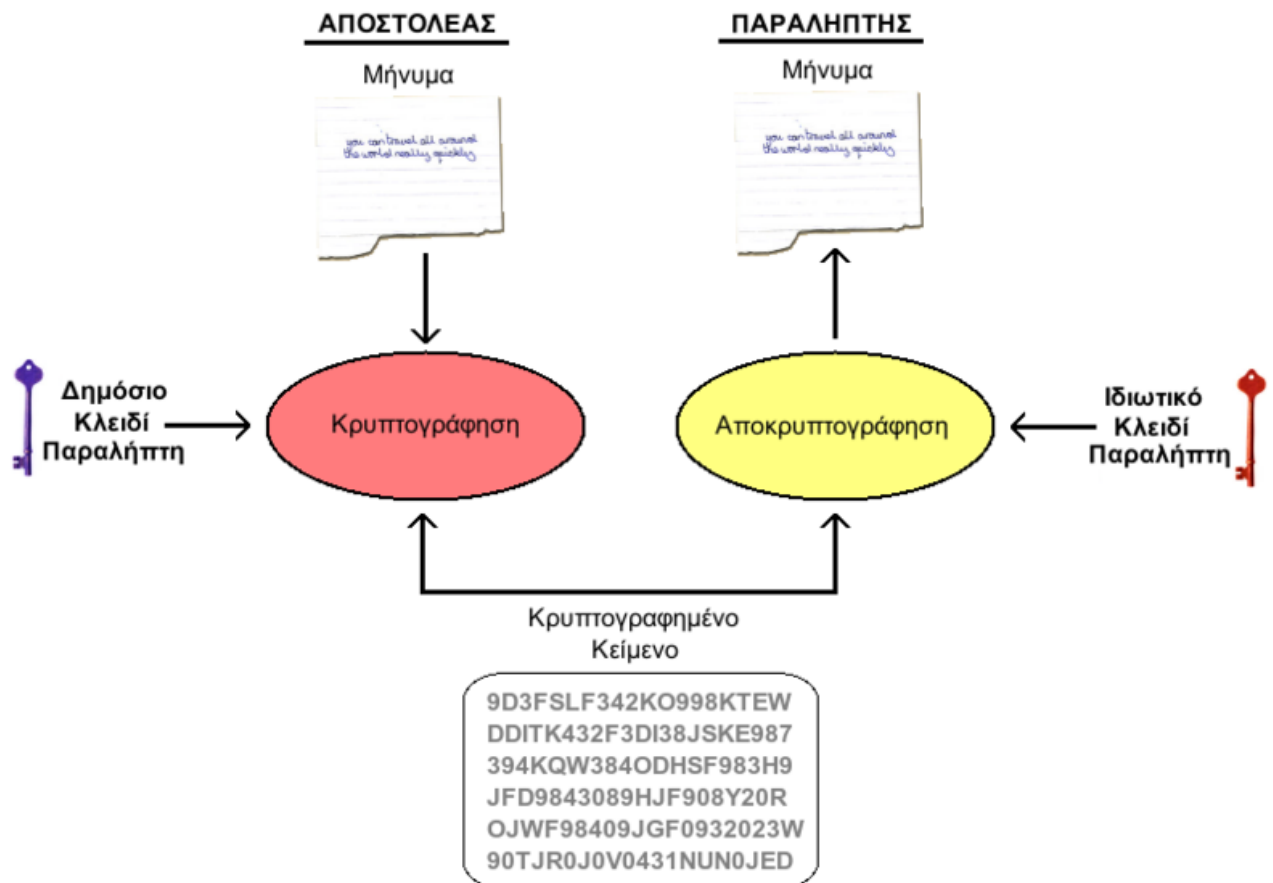 ΑΠΟΣΤΟΛΕΑΣ
Μήνυμα
you can travel all around
the world really quickly
ΠΑΡΑΛΗΠΤΗΣ
Μήνυμα
you can travel all around
the world really quickly
Δημόσιο
Κλειδί
Παραλήπτη
Κρυπτογράφηση
Αποκρυπτογράφηση
Ιδιωτικό
Κλειδί
Παραλήπτη
Κρυπτογραφημένο
Κείμενο
9D3FSLF342KO998KTEW
DDITK432F3DI38JSKE987
394KQW384ODHSF983H9
JFD9843089HJF908Y20R
OJWF98409JGF0932023W
90TJR0J0V0431NUN0JED